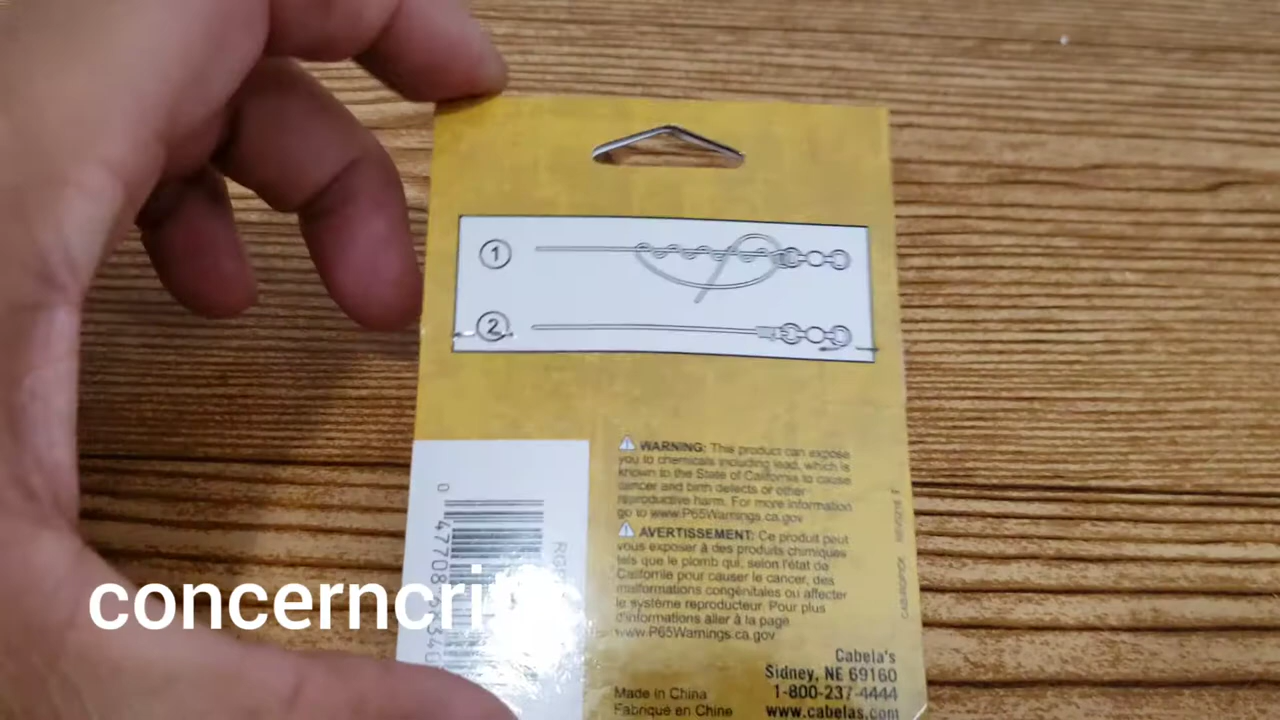 1
2
⚠ WARNING: This product can expose
you to chemicals including lead, which is
known to the State of California to cause
cancer and birth defects or other
reproductive harm. For more information
go to www.P65Warnings.ca.gov
⚠ AVERTISSEMENT: Ce produit peut
vous exposer à des produits chimiques
tels que le plomb qui, selon l'état de
Californie pour causer le cancer, des
malformations congénitales ou affecter
le système reproducteur. Pour plus
d'informations aller à la page
www.P65Warnings.ca.gov
Cabela's
Sidney, NE 69160
Made in China
1-800-237-4444
Fabrique en Chine
www.cabelas.com
0
concerncri